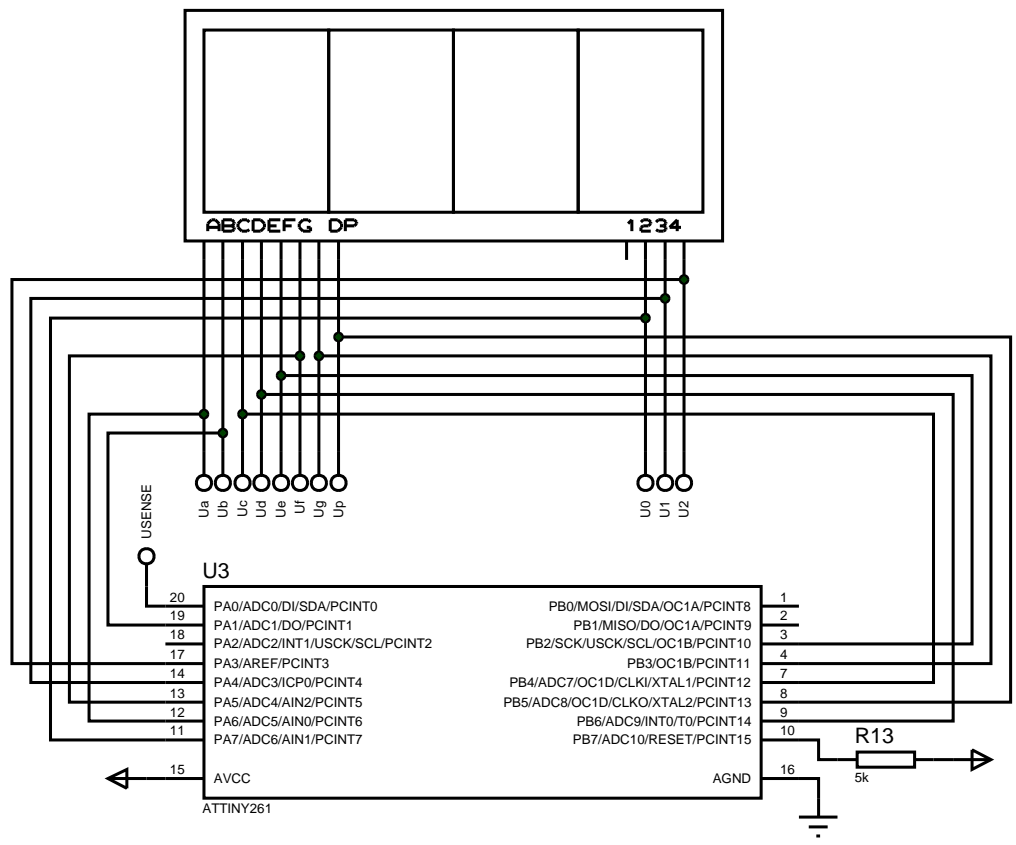 ABCDEFG DP 1234
Ua Ub Uc Ud Ue Uf Ug Up U0 U1 U2
USENSE
U3
20 PA0/ADC0/DI/SDA/PCINT0 PB0/MOSI/DI/SDA/OC1A/PCINT8 1
19 PA1/ADC1/DO/PCINT1 PB1/MISO/DO/OC1A/PCINT9 2
18 PA2/ADC2/INT1/USCK/SCL/PCINT2 PB2/SCK/USCK/SCL/OC1B/PCINT10 3
17 PA3/AREF/PCINT3 PB3/OC1B/PCINT11 4
14 PA4/ADC3/ICP0/PCINT4 PB4/ADC7/OC1D/CLKI/XTAL1/PCINT12 7
13 PA5/ADC4/AIN2/PCINT5 PB5/ADC8/OC1D/CLKO/XTAL2/PCINT13 8
12 PA6/ADC5/AIN0/PCINT6 PB6/ADC9/INT0/T0/PCINT14 9
11 PA7/ADC6/AIN1/PCINT7 PB7/ADC10/RESET/PCINT15 10
R13
5k
15 AVCC AGND 16
ATTINY261